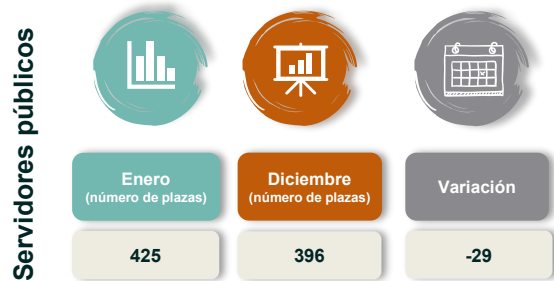 Servidores públicos
Enero
(número de plazas)
Diciembre
(número de plazas)
Variación
425
396
-29